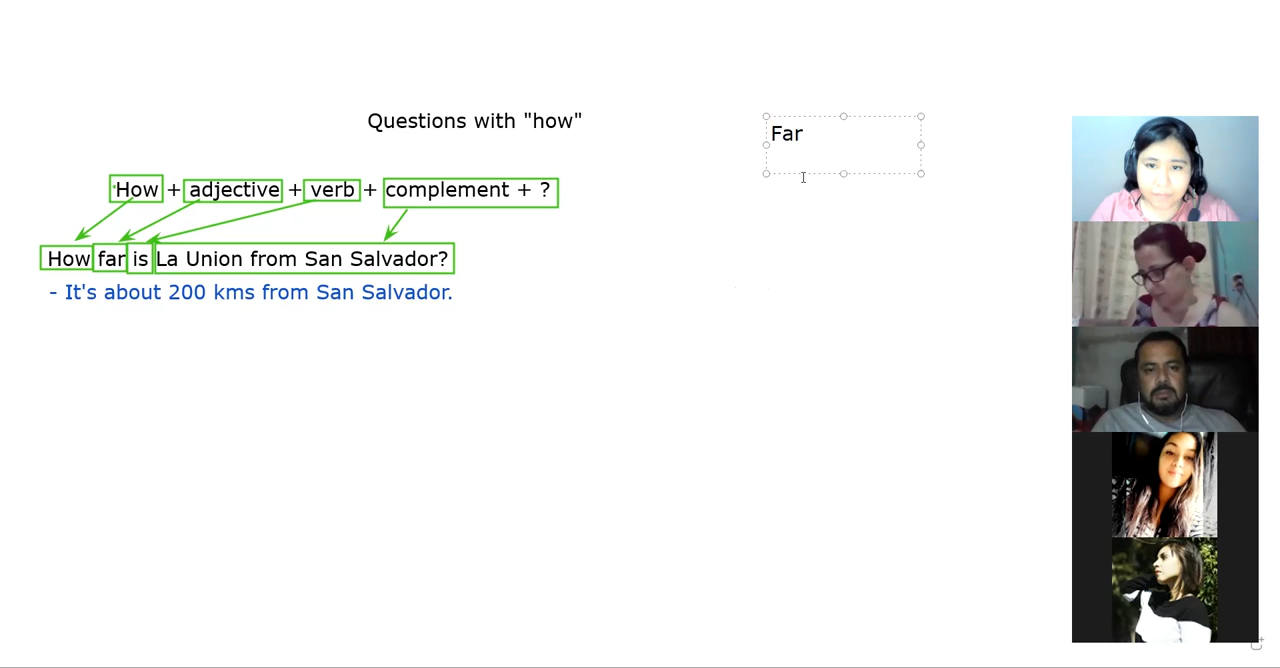 Questions with "how"
Far
How + adjective + verb + complement + ?
How far is La Union from San Salvador?
- It's about 200 kms from San Salvador.